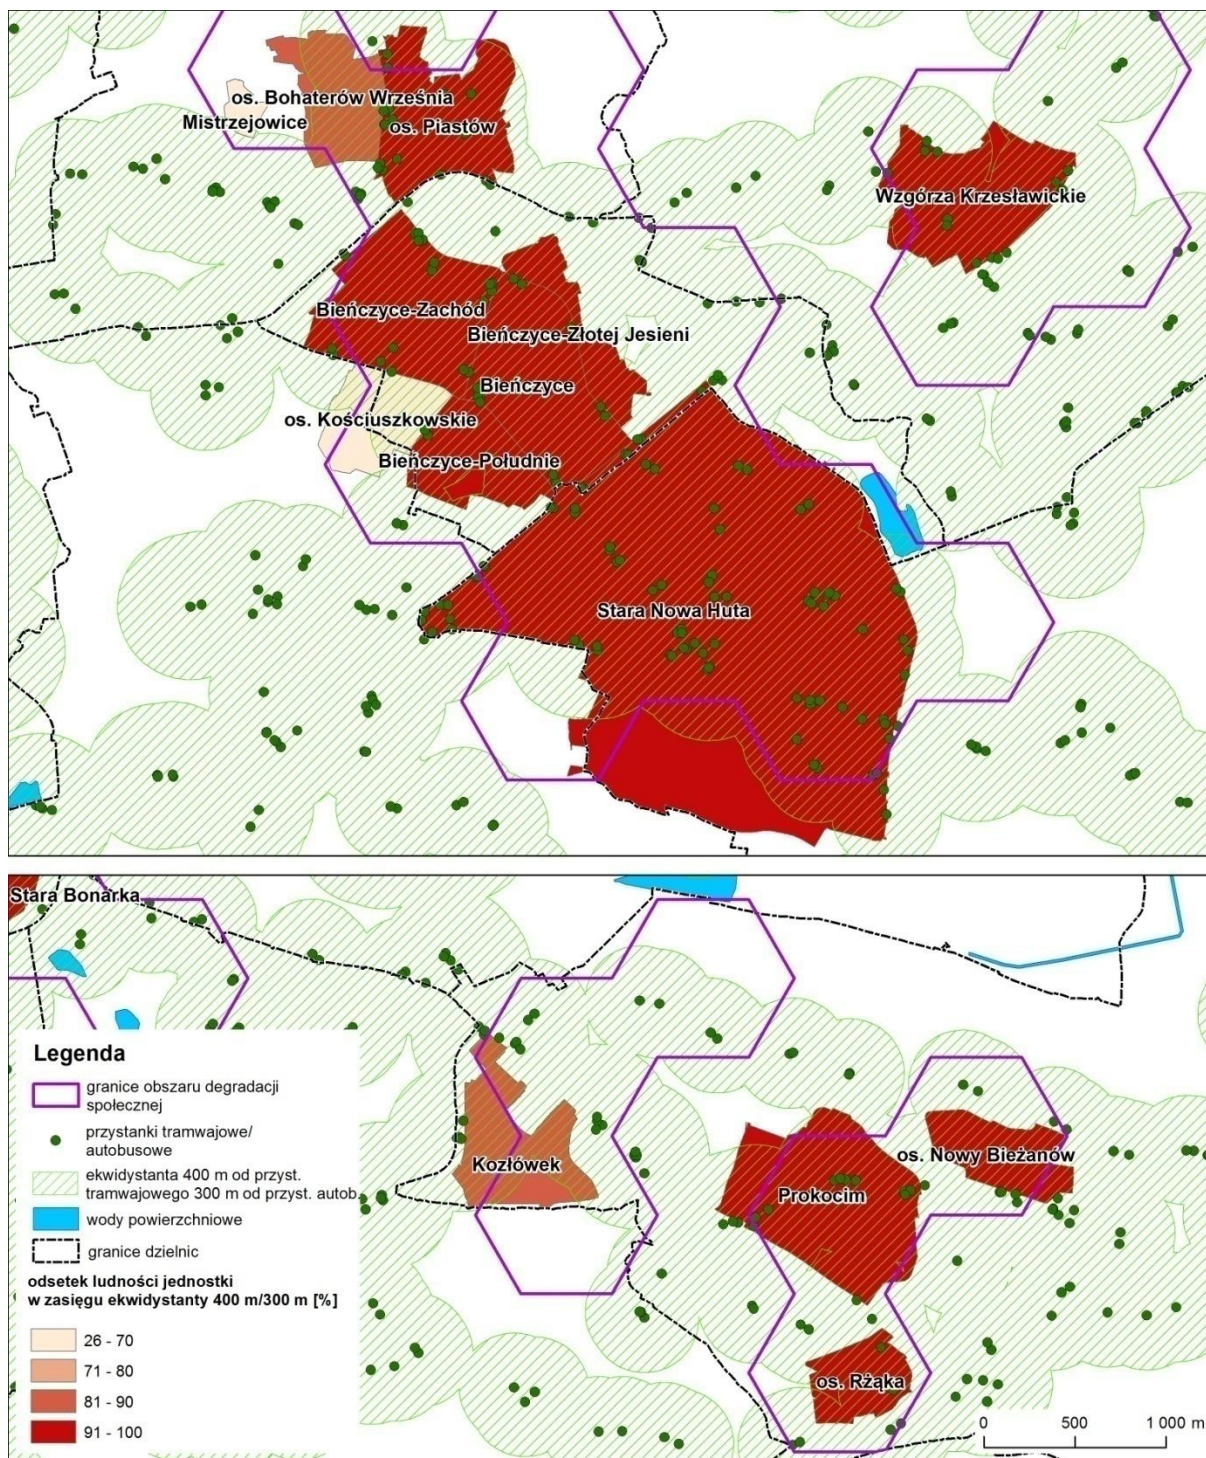 os. Bohaterów Września
Mistrzejowice
os. Piastów
Wzgórza Krzesławickie
Bieńczyce-Zachód
Bieńczyce-Złotej Jesieni
Bieńczyce
os. Kościuszkowskie
Bieńczyce-Południe
Stara Nowa Huta
Stara Bonarka
Kozłówek
os. Nowy Bieżanów
Prokocim
os. Rżąka
Legenda
granice obszaru degradacji
społecznej
przystanki tramwajowe/
autobusowe
ekwidystanta 400 m od przyst.
tramwajowego 300 m od przyst. autob.
wody powierzchniowe
granice dzielnic
odsetek ludności jednostki
w zasięgu ekwidystanty 400 m/300 m [%]
26 - 70
71 - 80
81 - 90
91 - 100
0 500 1 000 m